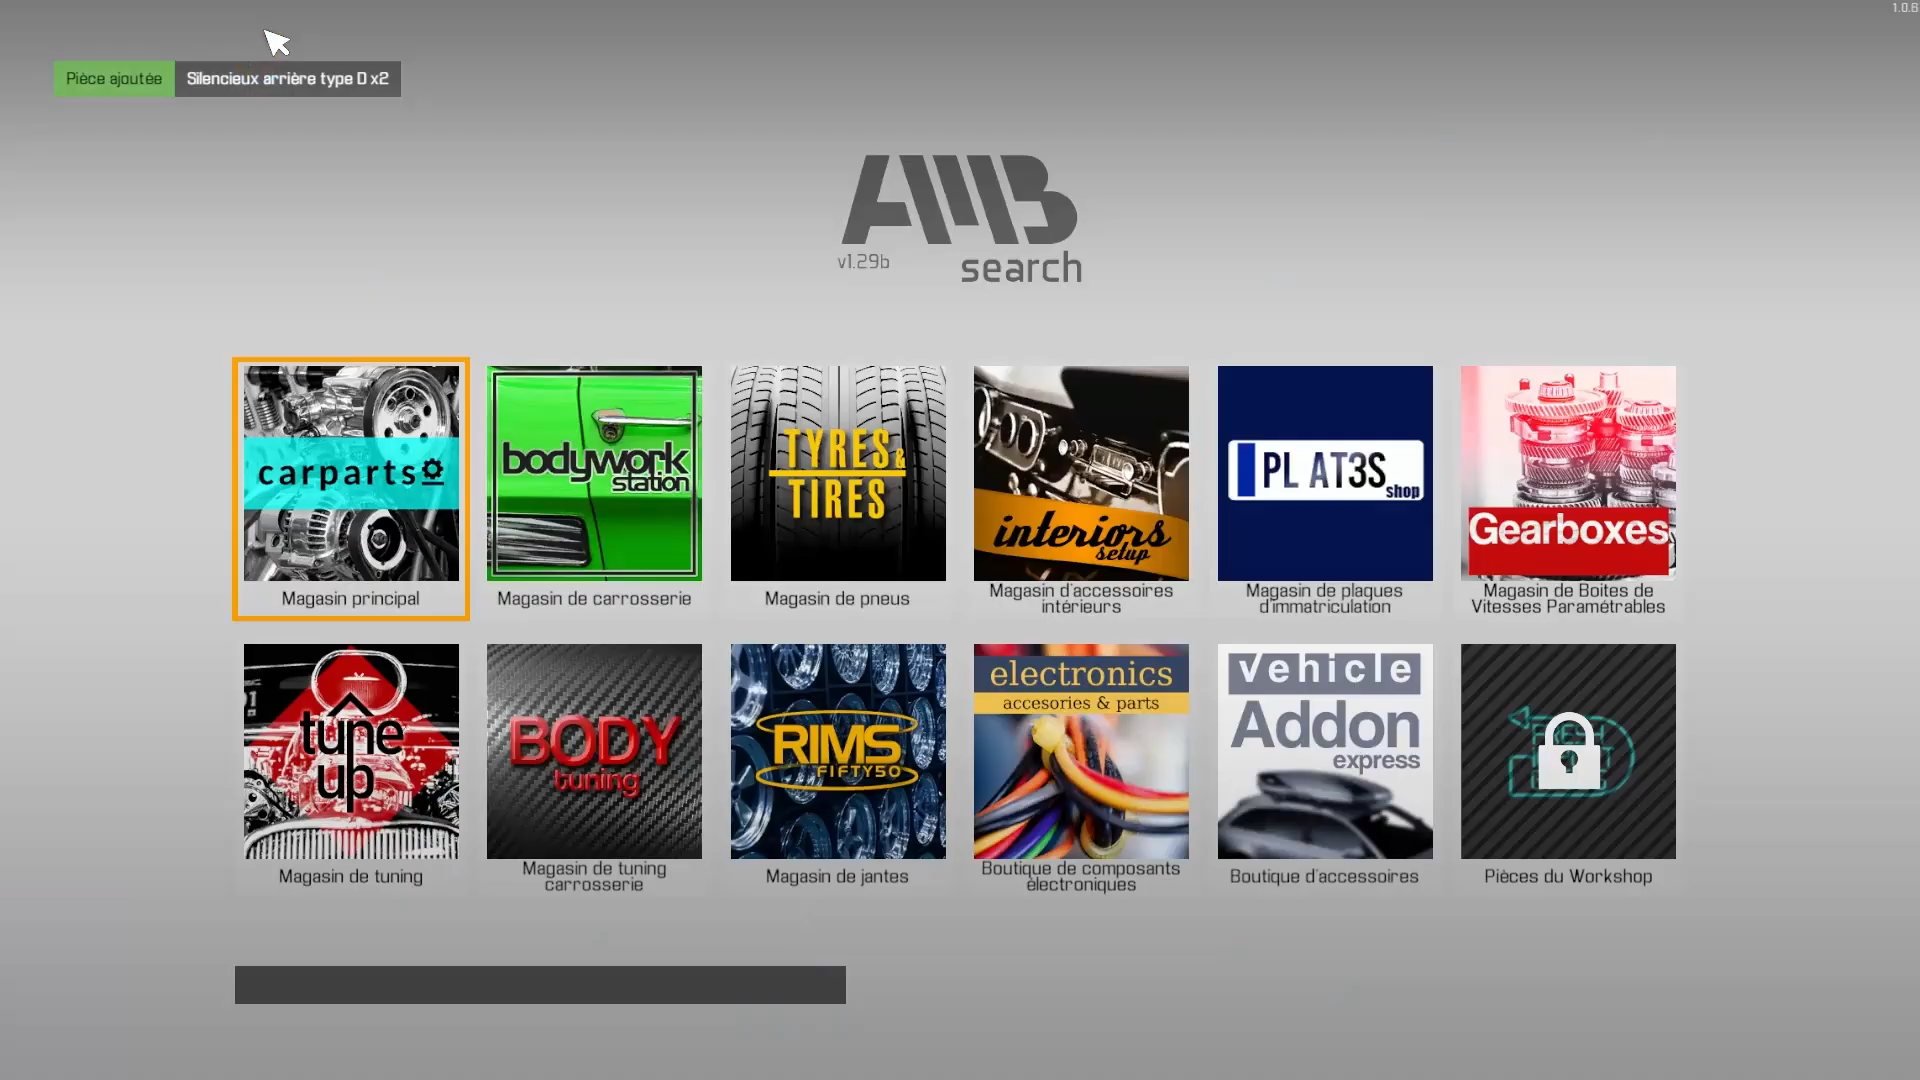 1.0.6
Pièce ajoutée Silencieux arrière type D x2
AMB
v1.29b search
carparts
bodywork
station
TYRES &
TIRES
interiors
setup
PL AT3S
shop
Gearboxes
Magasin principal
Magasin de carrosserie
Magasin de pneus
Magasin d'accessoires
intérieurs
Magasin de plaques
d'immatriculation
Magasin de Boites de
Vitesses Paramétrables
tune
up
BODY
tuning
RIMS
FIFTY50
electronics
accesories & parts
vehicle
Addon
express
Magasin de tuning
Magasin de tuning
carrosserie
Magasin de jantes
Boutique de composants
électroniques
Boutique d'accessoires
Pièces du Workshop